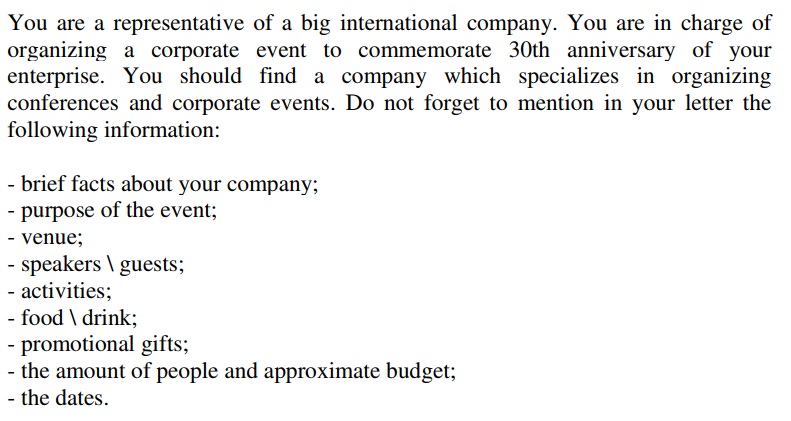 You are a representative of a big international company. You are in charge of
organizing a corporate event to commemorate 30th anniversary of your
enterprise. You should find a company which specializes in organizing
conferences and corporate events. Do not forget to mention in your letter the
following information:
- brief facts about your company;
- purpose of the event;
- venue;
- speakers \ guests;
- activities;
- food \ drink;
- promotional gifts;
- the amount of people and approximate budget;
- the dates.